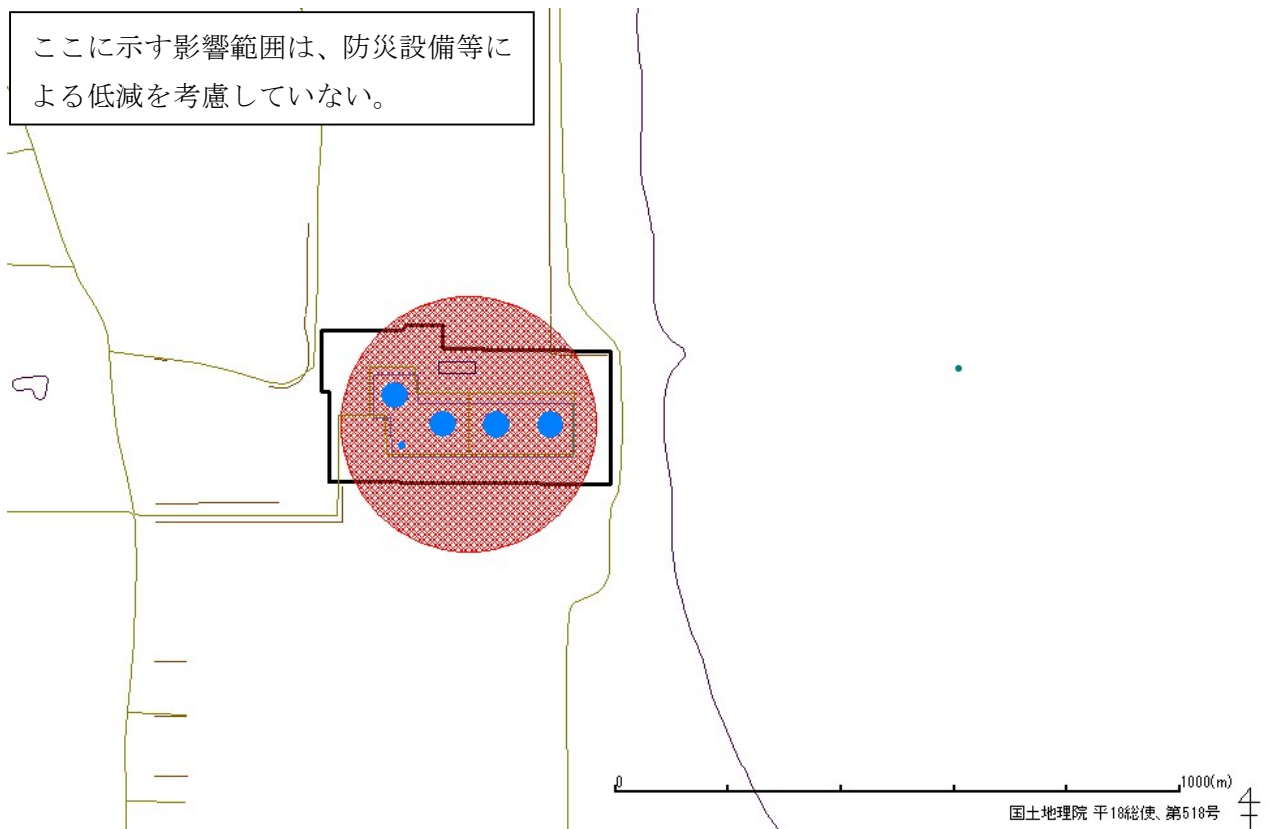 ここに示す影響範囲は、防災設備等に
よる低減を考慮していない。
0 1000(m)
国土地理院 平18総使、第518号